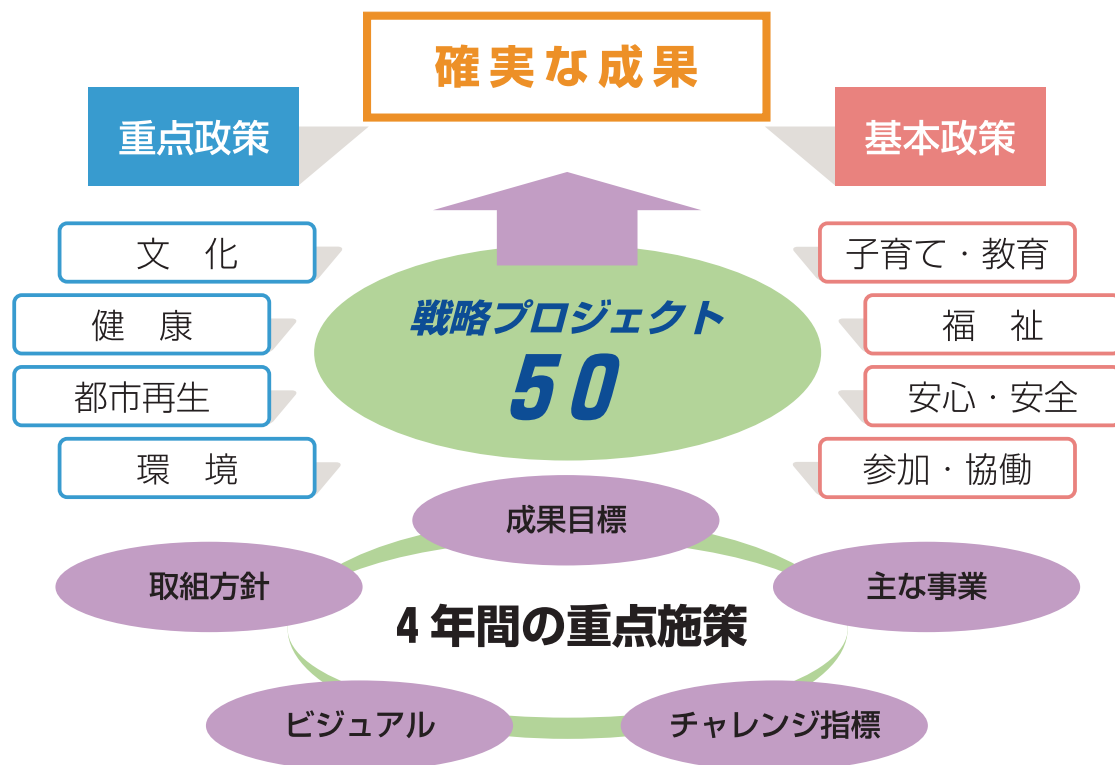 確実な成果
重点政策
基本政策
文　化
健　康
都市再生
環　境
子育て・教育
福　祉
安心・安全
参加・協働
戦略プロジェクト
50
成果目標
取組方針
主な事業
4年間の重点施策
ビジュアル
チャレンジ指標